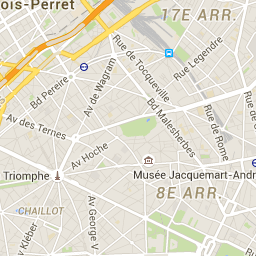 ois-Perret
17E ARR.
Rue de Tocqueville
Rue Legendre
Bd Pereire
Av de Wagram
Bd Malesherbes
Av des Ternes
Rue de Rome
Av Hoche
Triomphe
Musée Jacquemart-Andr
8E ARR.
CHAILLOT
Av Kléber
Av George V